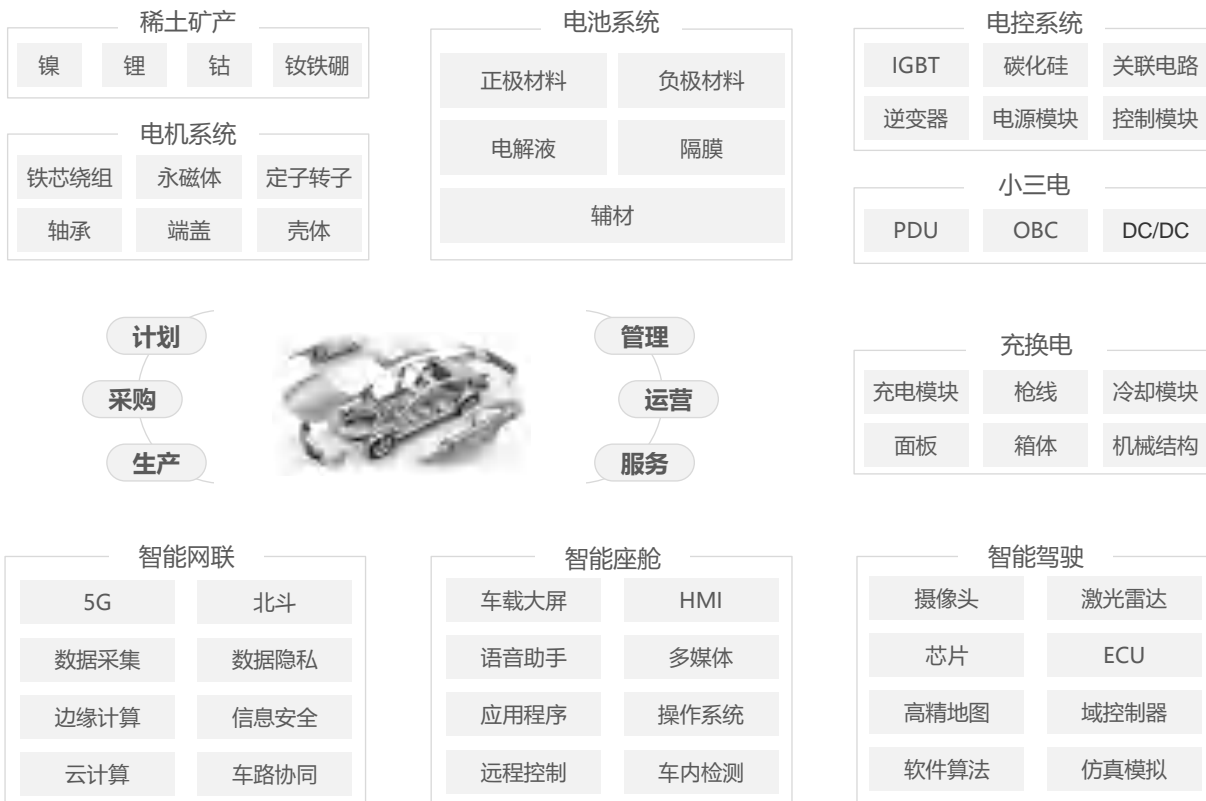 稀土矿产
镍 锂 钴 钕铁硼
电机系统
铁芯绕组 永磁体 定子转子
轴承 端盖 壳体
电池系统
正极材料 负极材料
电解液 隔膜
辅材
电控系统
IGBT 碳化硅 关联电路
逆变器 电源模块 控制模块
小三电
PDU OBC DC/DC
计划
采购
生产
管理
运营
服务
充换电
充电模块 枪线 冷却模块
面板 箱体 机械结构
智能网联
5G 北斗
数据采集 数据隐私
边缘计算 信息安全
云计算 车路协同
智能座舱
车载大屏 HMI
语音助手 多媒体
应用程序 操作系统
远程控制 车内检测
智能驾驶
摄像头 激光雷达
芯片 ECU
高精地图 域控制器
软件算法 仿真模拟